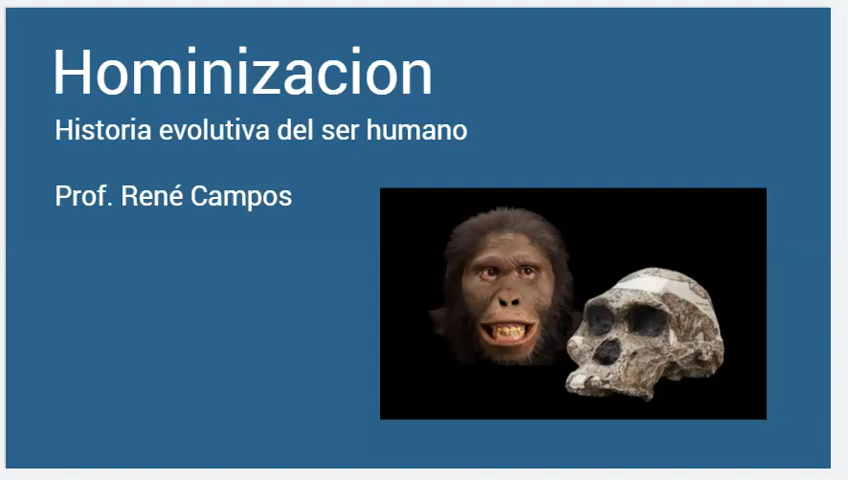 Hominizacion
Historia evolutiva del ser humano
Prof. René Campos